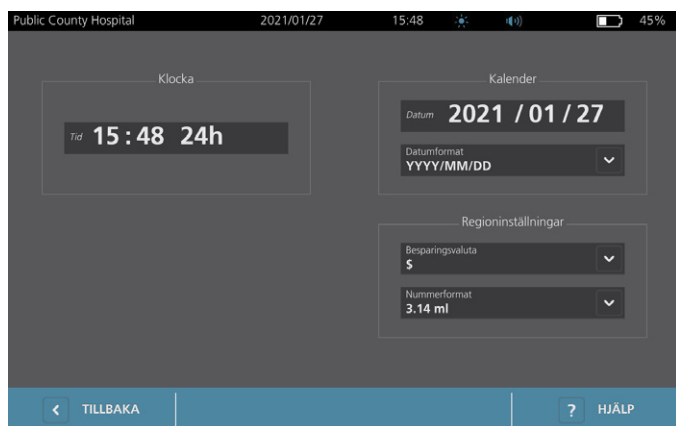 Public County Hospital 2021/01/27 15:48 45%
Klocka
Tid 15 : 48 24h
Kalender
Datum 2021 / 01 / 27
Datumformat
YYYY/MM/DD
Regioninställningar
Besparingsvaluta
$
Nummerformat
3.14 ml
< TILLBAKA
? HJÄLP